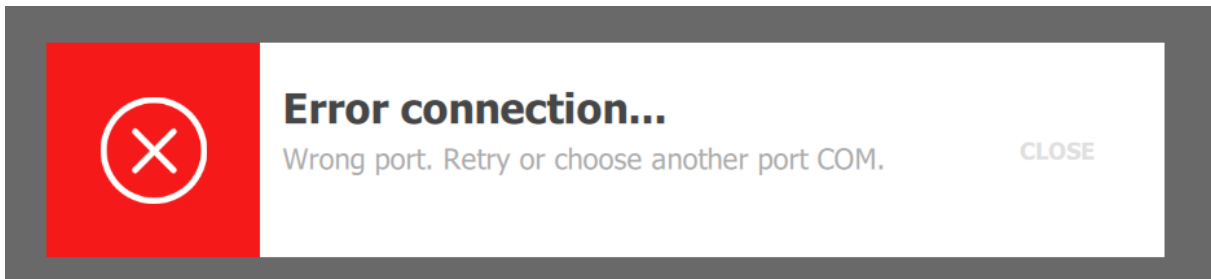 Error connection...
Wrong port. Retry or choose another port COM.
CLOSE